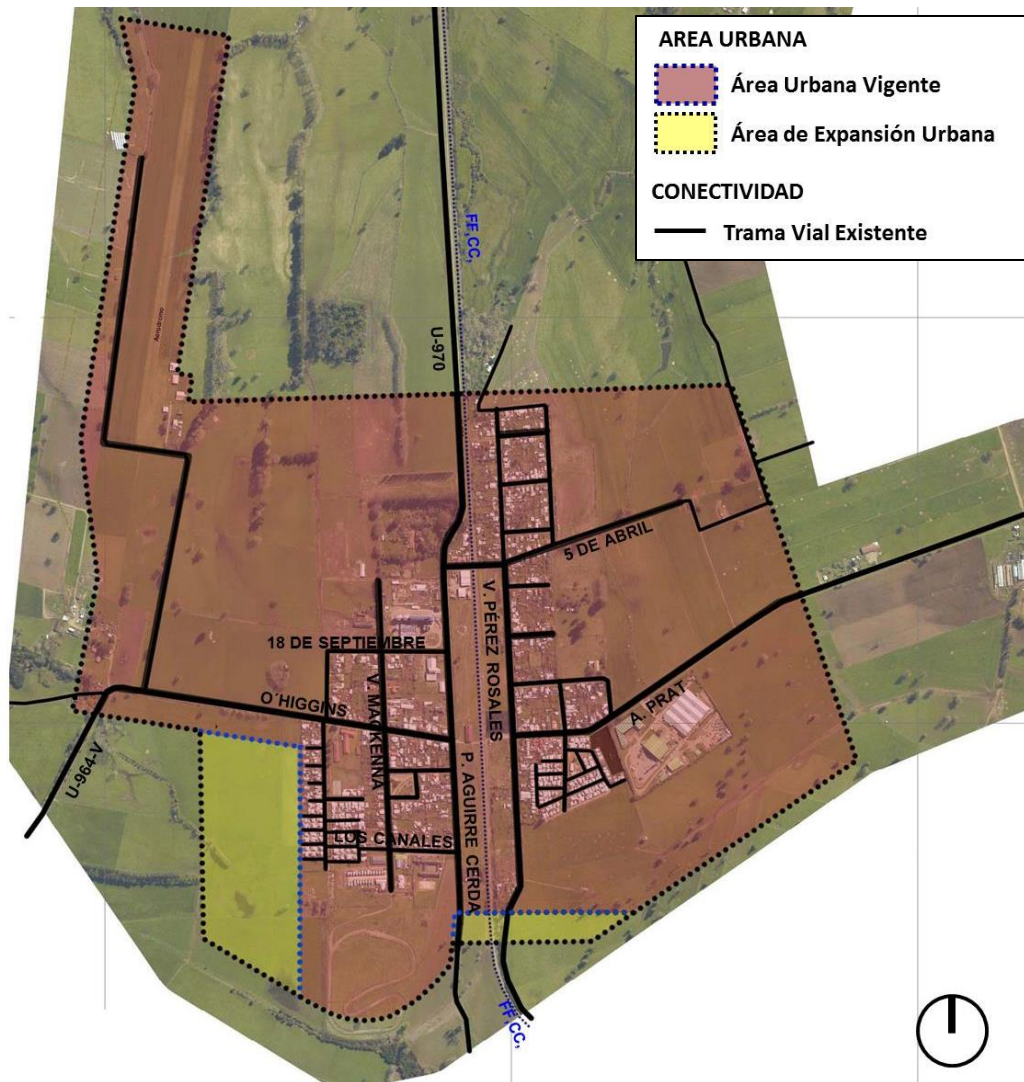 AREA URBANA
Área Urbana Vigente
Área de Expansión Urbana
CONECTIVIDAD
Trama Vial Existente
FF,CC,
Aerodromo
U-970
5 DE ABRIL
V. PÉREZ ROSALES
18 DE SEPTIEMBRE
V. MACKENNA
O´HIGGINS
A. PRAT
U-964-V
P. AGUIRRE CERDA
LOS CANALES
FF,CC,